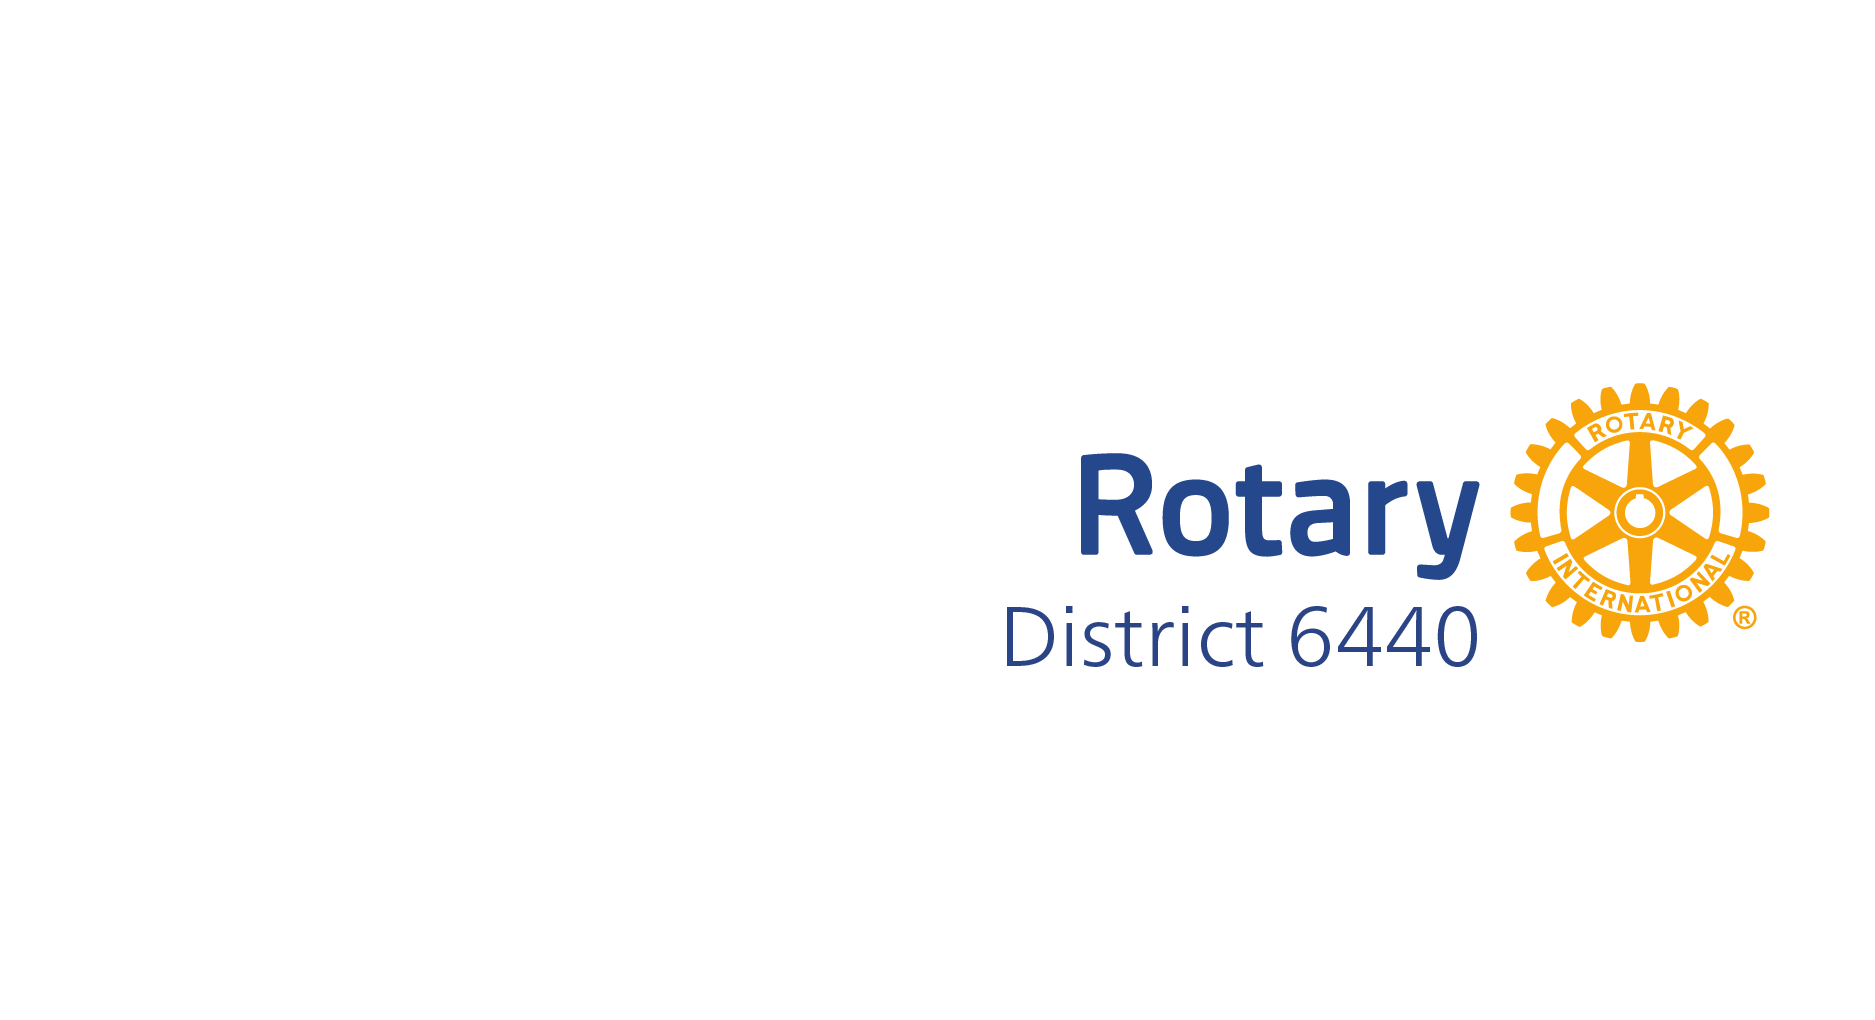 Rotary
District 6440
ROTARY
INTERNATIONAL
®